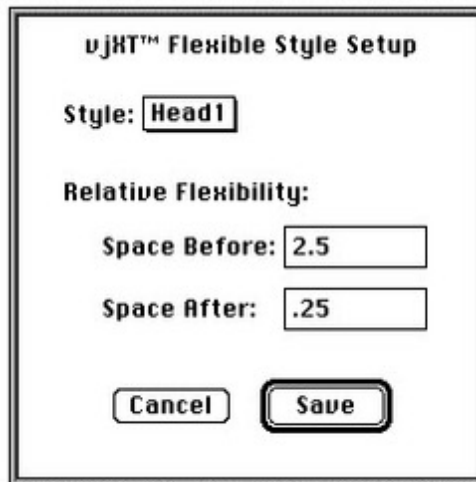 vjXT™ Flexible Style Setup
Style: Head1
Relative Flexibility:
Space Before: 2.5
Space After: .25
Cancel Save